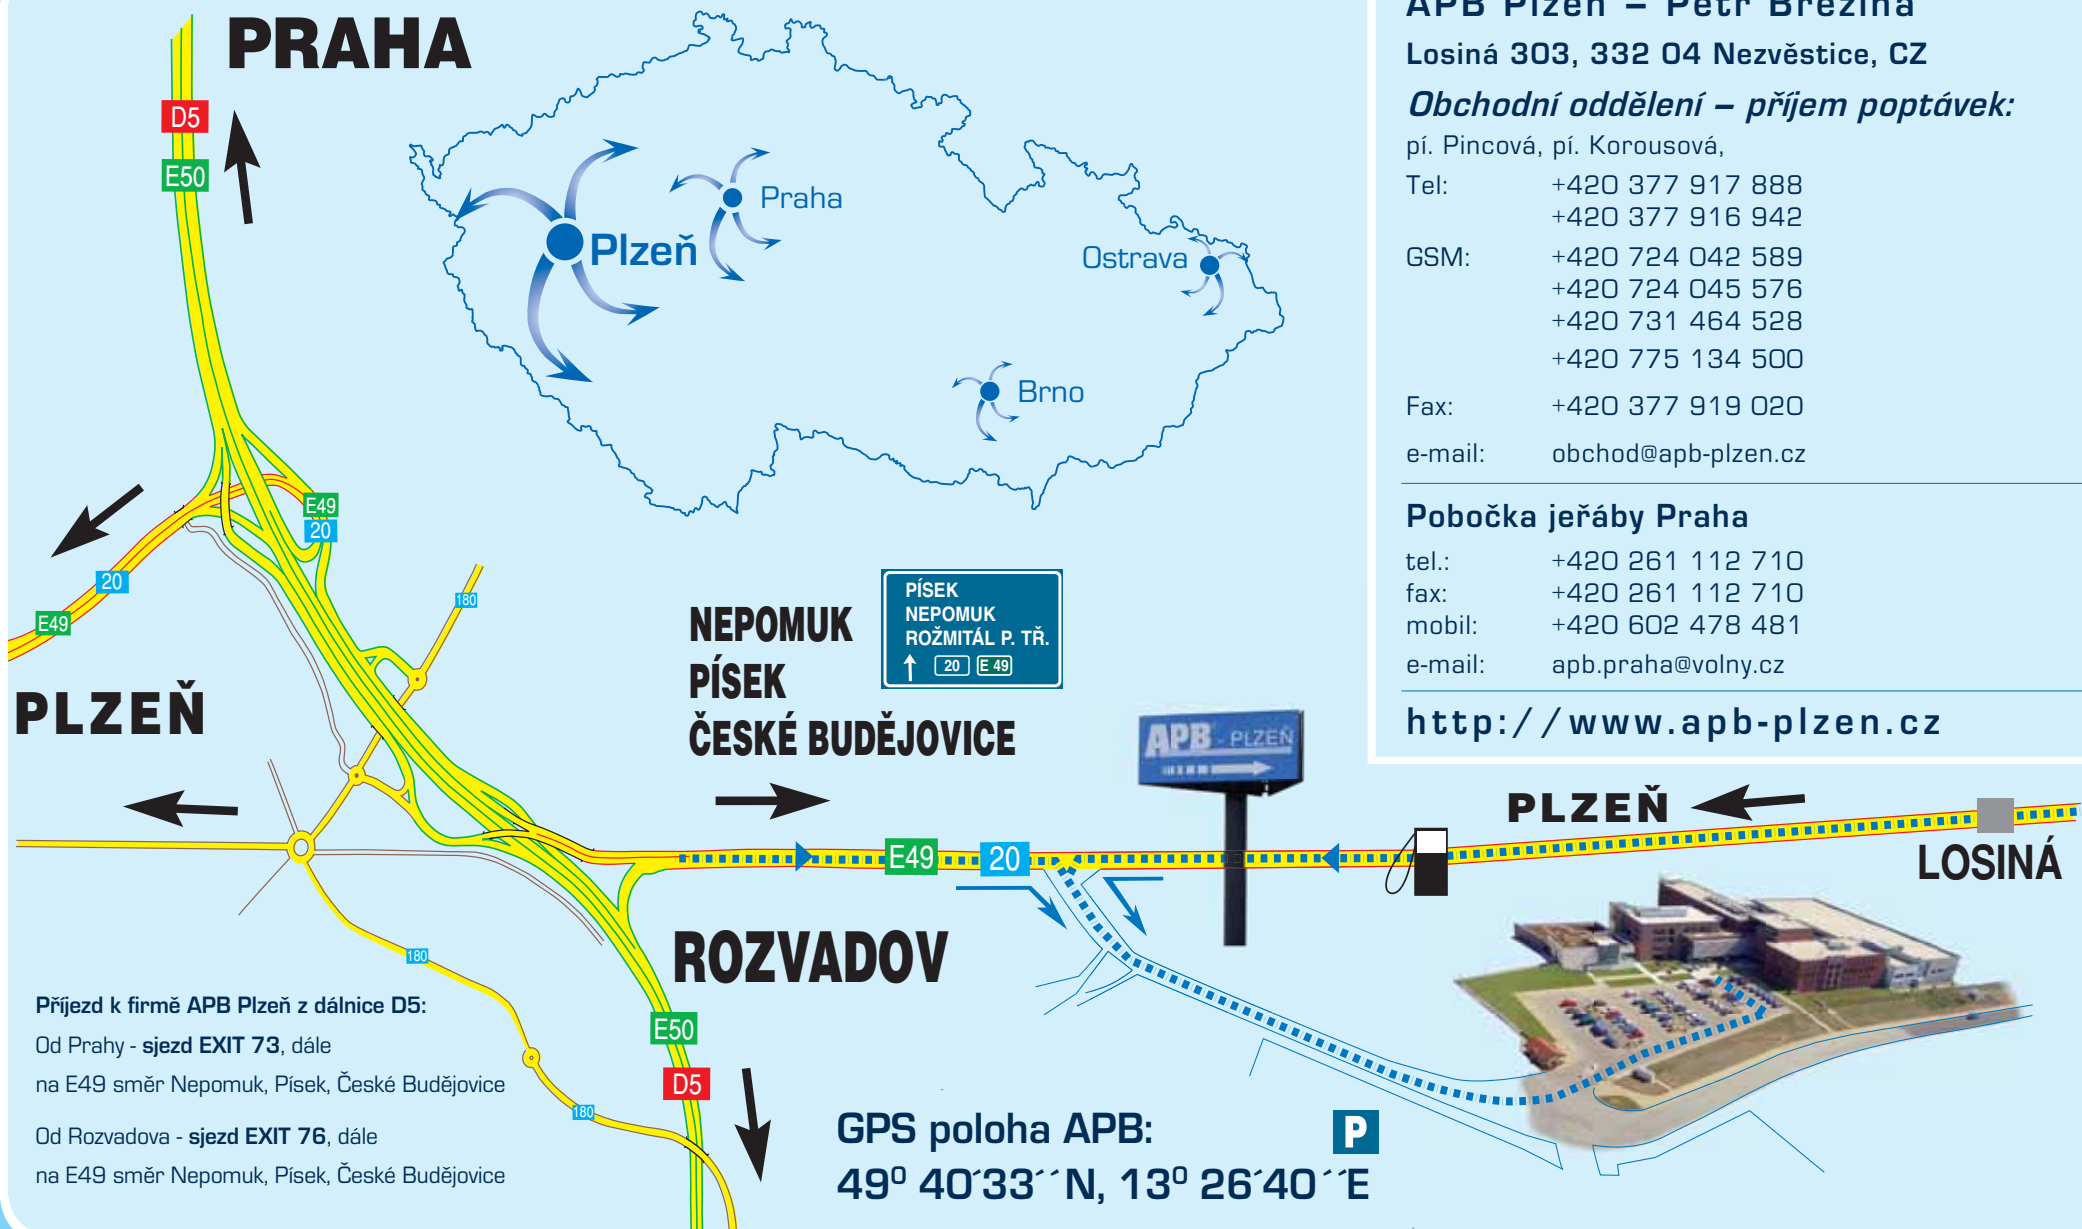 PRAHA
D5
E50
E49
20
20
E49
180
PLZEŇ
Praha
Plzeň
Ostrava
Brno
NEPOMUK
PÍSEK
ČESKÉ BUDĚJOVICE
PÍSEK
NEPOMUK
ROŽMITÁL P. TŘ.
20 E 49
APB - PLZEŇ
E49
20
PLZEŇ
LOSINÁ
ROZVADOV
180
E50
D5
180
Příjezd k firmě APB Plzeň z dálnice D5:
Od Prahy - sjezd EXIT 73, dále
na E49 směr Nepomuk, Písek, České Budějovice
Od Rozvadova - sjezd EXIT 76, dále
na E49 směr Nepomuk, Písek, České Budějovice
GPS poloha APB:
49⁰ 40´33´´N, 13⁰ 26´40´´E
P
APB Plzeň – Petr Březina
Losiná 303, 332 04 Nezvěstice, CZ
Obchodní oddělení – příjem poptávek:
pí. Pincová, pí. Korousová,
Tel: +420 377 917 888
+420 377 916 942
GSM: +420 724 042 589
+420 724 045 576
+420 731 464 528
+420 775 134 500
Fax: +420 377 919 020
e-mail: obchod@apb-plzen.cz
Pobočka jeřáby Praha
tel.: +420 261 112 710
fax: +420 261 112 710
mobil: +420 602 478 481
e-mail: apb.praha@volny.cz
http://www.apb-plzen.cz